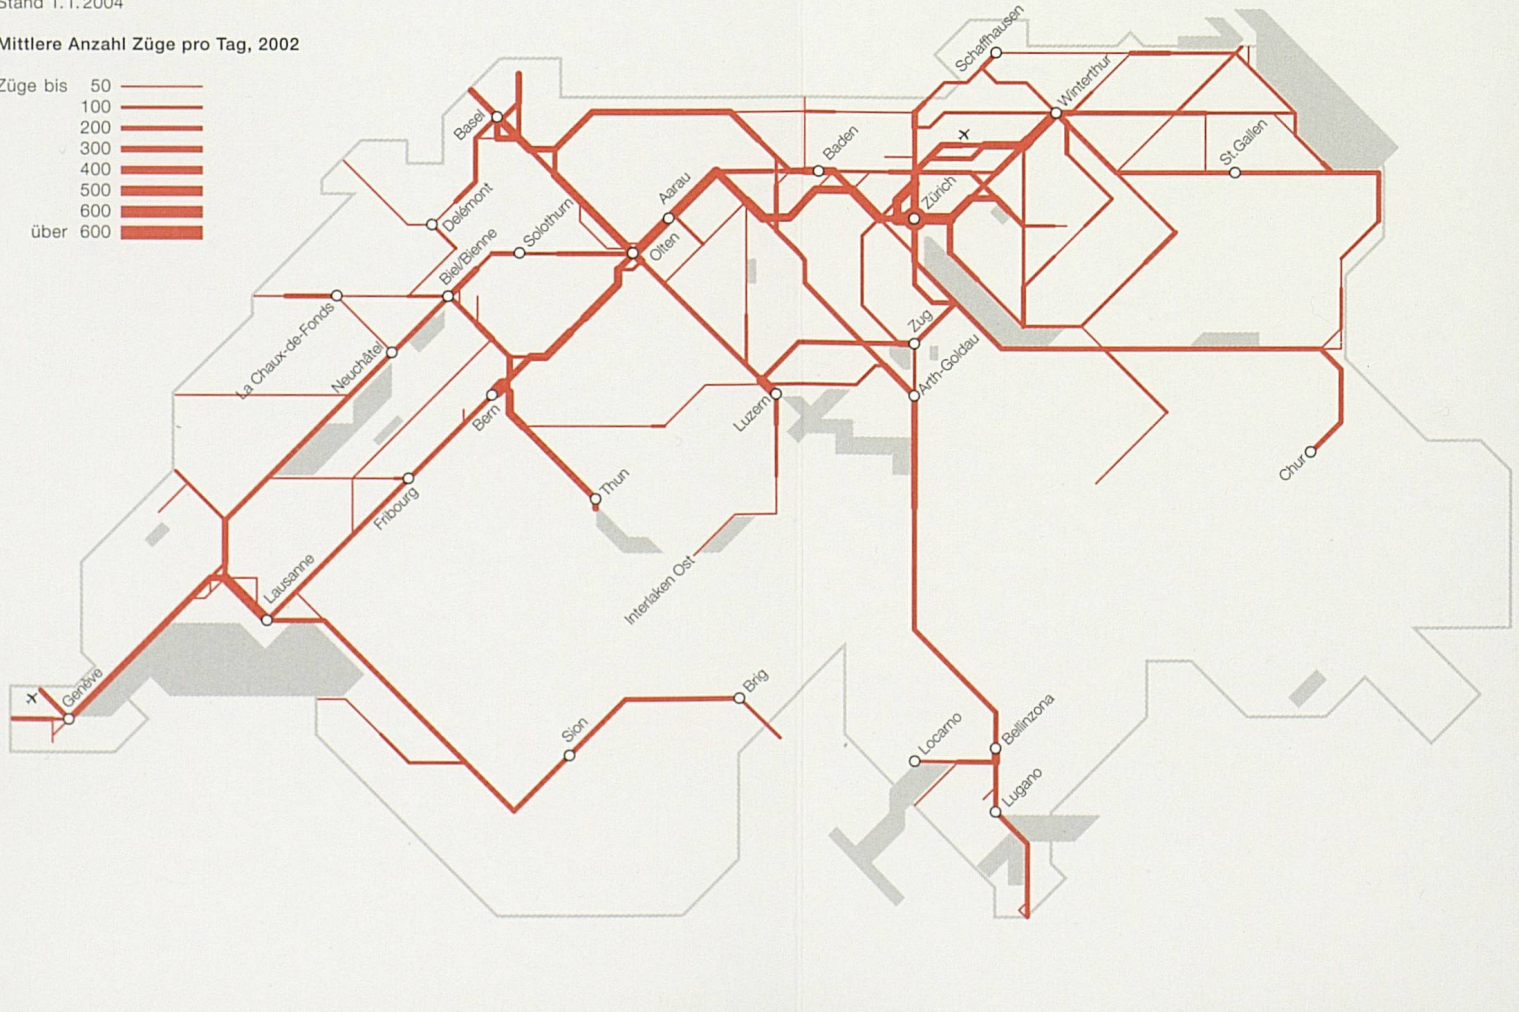 Stand 1.1.2004
Mittlere Anzahl Züge pro Tag, 2002
Züge bis 50
100
200
300
400
500
600
über 600
Schaffhausen
Winterthur
Basel
Baden
St.Gallen
Aarau
Zürich
Delémont
Solothurn
Olten
Biel/Bienne
La Chaux-de-Fonds
Neuchâtel
Zug
Arth-Goldau
Bern
Luzern
Chur
Thun
Fribourg
Interlaken Ost
Lausanne
Genève
Brig
Sion
Locarno
Bellinzona
Lugano